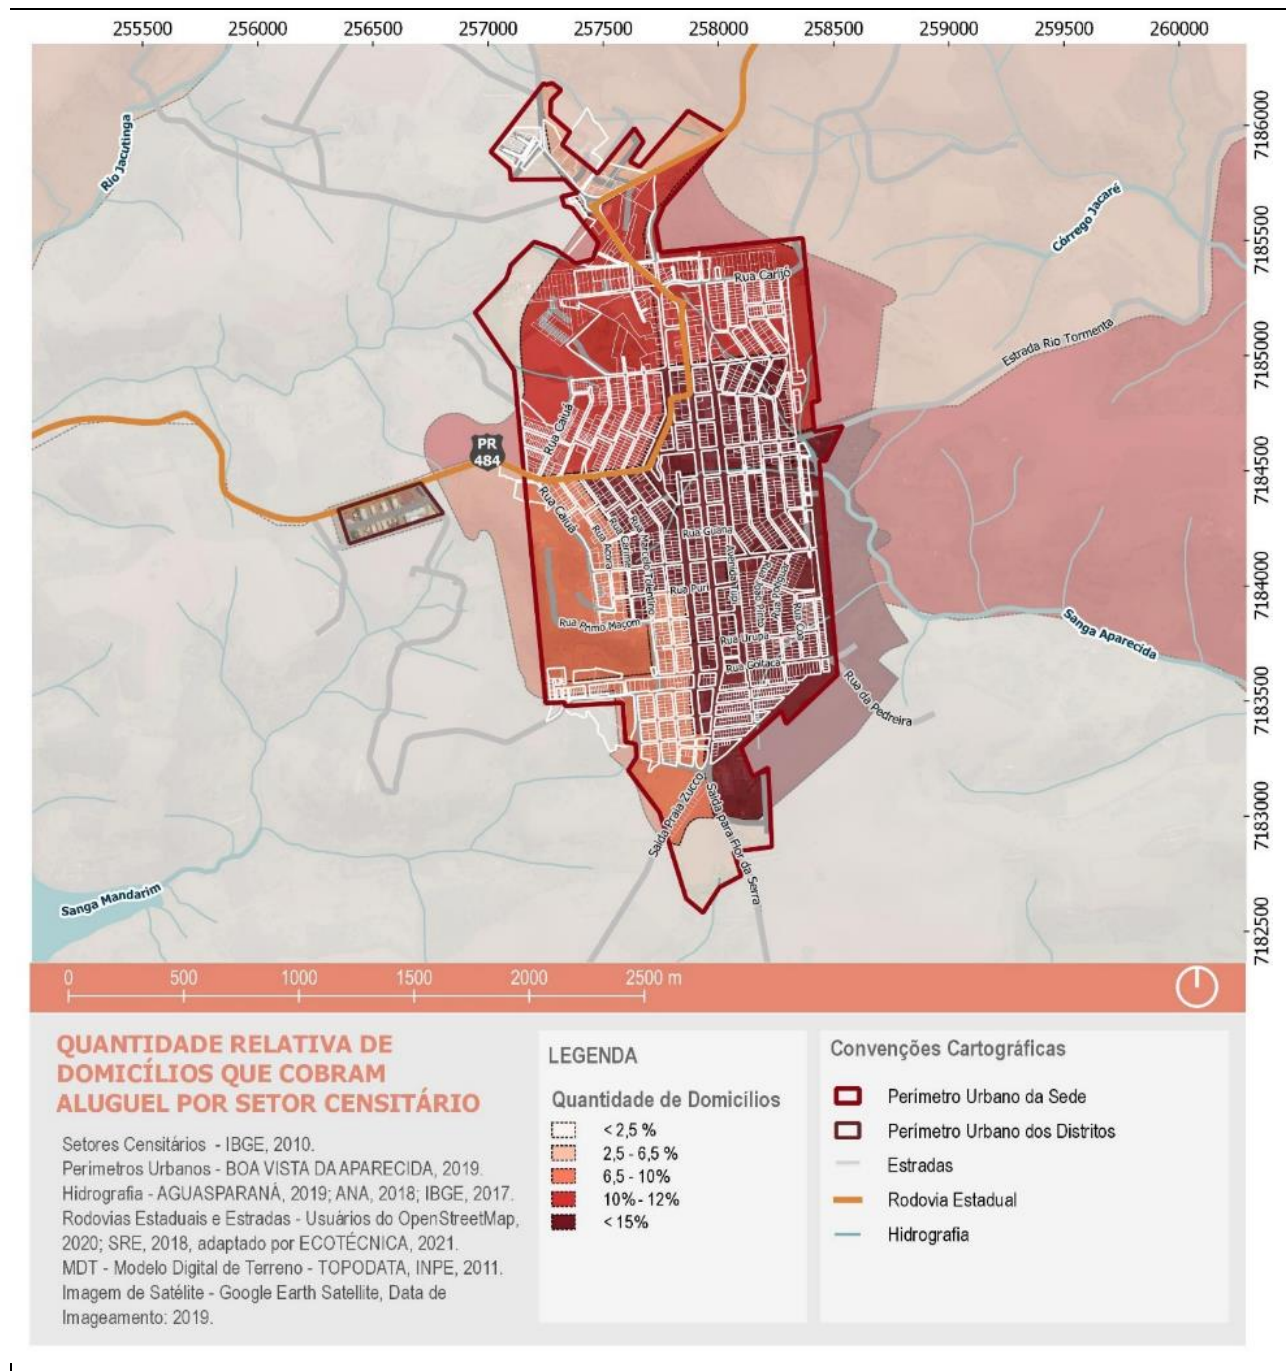 255500 256000 256500 257000 257500 258000 258500 259000 259500 260000
7186000
7185500
7185000
7184500
7184000
7183500
7183000
7182500
Rio Jacutinga
Córrego Jacaré
Rua Carijó
Estrada Rio Tormenta
Rua Caiuá
PR
484
Rua Caiuá
Rua Guaná
Rua Puri
Rua Primo Maçom
Rua Urupá
Rua Goitacá
Sanga Aparecida
Rua da Pedreira
Saída Praia Zucco
Saída para Flor da Serra
Sanga Mandarim
0 500 1000 1500 2000 2500 m
QUANTIDADE RELATIVA DE
DOMICÍLIOS QUE COBRAM
ALUGUEL POR SETOR CENSITÁRIO
Setores Censitários - IBGE, 2010.
Perimetros Urbanos - BOA VISTA DA APARECIDA, 2019.
Hidrografia - AGUASPARANÁ, 2019; ANA, 2018; IBGE, 2017.
Rodovias Estaduais e Estradas - Usuários do OpenStreetMap,
2020; SRE, 2018, adaptado por ECOTÉCNICA, 2021.
MDT - Modelo Digital de Terreno - TOPODATA, INPE, 2011.
Imagem de Satélite - Google Earth Satellite, Data de
Imageamento: 2019.
LEGENDA
Quantidade de Domicílios
< 2,5 %
2,5 - 6,5 %
6,5 - 10%
10% - 12%
< 15%
Convenções Cartográficas
Perímetro Urbano da Sede
Perímetro Urbano dos Distritos
Estradas
Rodovia Estadual
Hidrografia